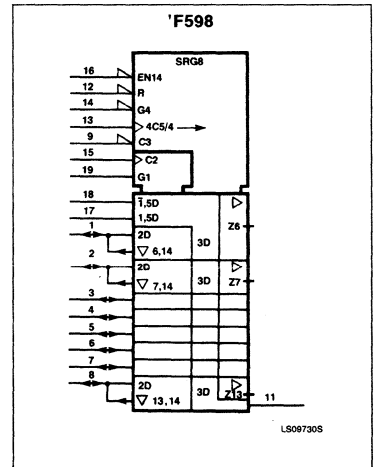 'F598
SRG8
16 EN14
12 R
14 G4
13 4C5/4
9 C3
15 C2
19 G1
18 1,5D
17 1,5D
1 2D 3D Z6
6,14
2 2D 3D Z7
7,14
3
4
5
6
7
8 2D 3D Z13 11
13,14
LS09730S